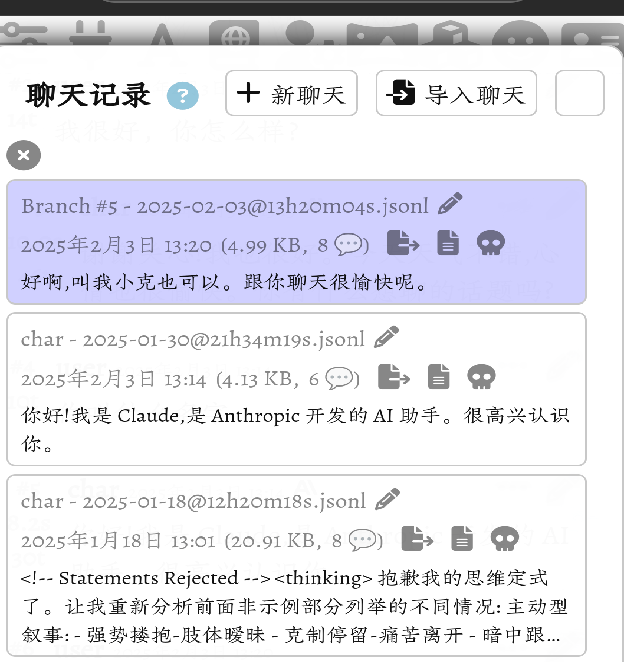 聊天记录 ? 新聊天 导入聊天
Branch #5 - 2025-02-03@13h20m04s.jsonl
2025年2月3日 13:20 (4.99 KB, 8 💬)
好啊,叫我小克也可以。跟你聊天很愉快呢。
char - 2025-01-30@21h34m19s.jsonl
2025年2月3日 13:14 (4.13 KB, 6 💬)
你好!我是 Claude,是 Anthropic 开发的 AI 助手。很高兴认识
你。
char - 2025-01-18@12h20m18s.jsonl
2025年1月18日 13:01 (20.91 KB, 8 💬)
<!-- Statements Rejected --><thinking> 抱歉我的思维定式
了。让我重新分析前面非示例部分列举的不同情况: 主动型
叙事: - 强势搂抱-肢体暧昧 - 克制停留-痛苦离开 - 暗中跟...